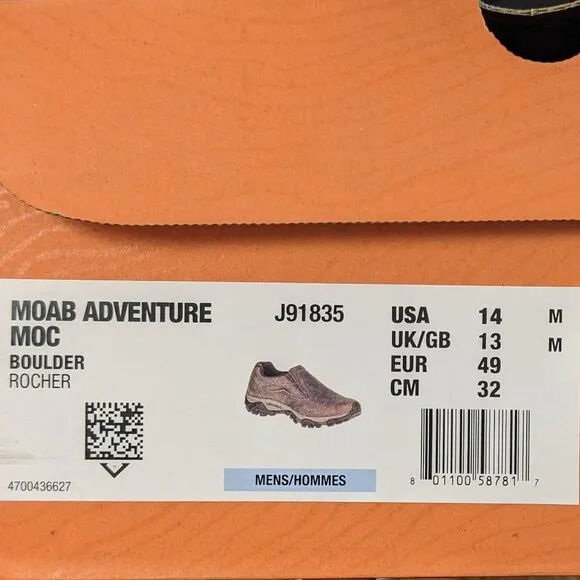 MOAB ADVENTURE
MOC
BOULDER
ROCHER
4700436627
J91835
MENS/HOMMES
USA 14 M
UK/GB 13 M
EUR 49
CM 32
8 01100 58781 7